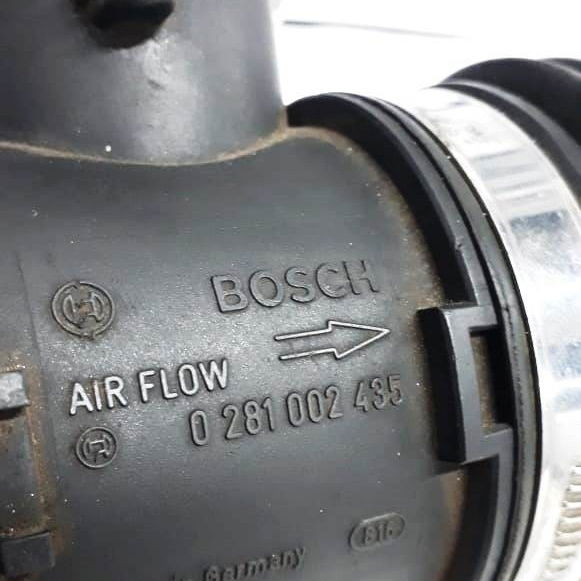 BOSCH
AIR FLOW
0 281 002 435
Germany